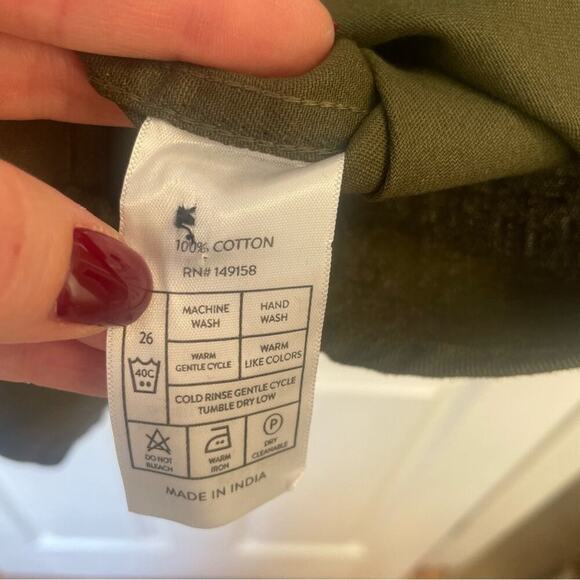 100% COTTON
RN# 149158
26
40C
MACHINE
WASH
HAND
WASH
WARM
GENTLE CYCLE
WARM
LIKE COLORS
COLD RINSE GENTLE CYCLE
TUMBLE DRY LOW
DO NOT
BLEACH
WARM
IRON
P
DRY
CLEANABLE
MADE IN INDIA